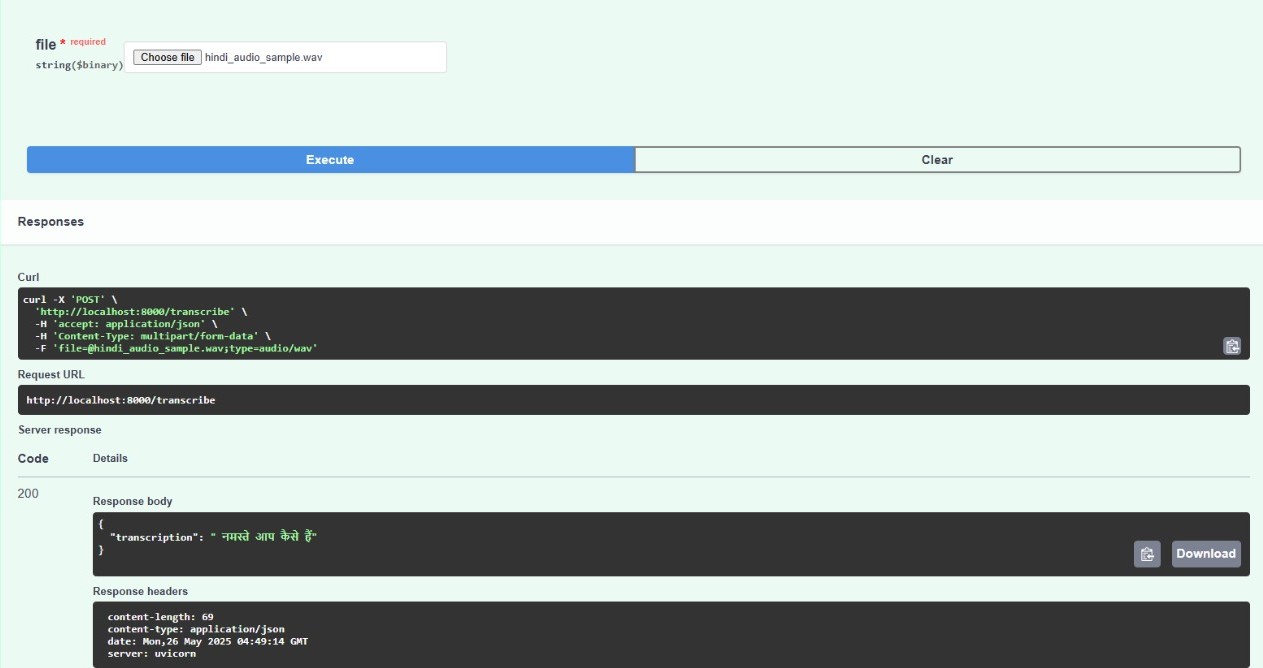 file * required
string($binary)
Choose file hindi_audio_sample.wav
Execute
Clear
Responses
Curl
curl -X 'POST' \
'http://localhost:8000/transcribe' \
-H 'accept: application/json' \
-H 'Content-Type: multipart/form-data' \
-F 'file=@hindi_audio_sample.wav;type=audio/wav'
Request URL
http://localhost:8000/transcribe
Server response
Code Details
200
Response body
{
"transcription": " नमस्ते आप कैसे हैं"
}
Download
Response headers
content-length: 69
content-type: application/json
date: Mon,26 May 2025 04:49:14 GMT
server: uvicorn